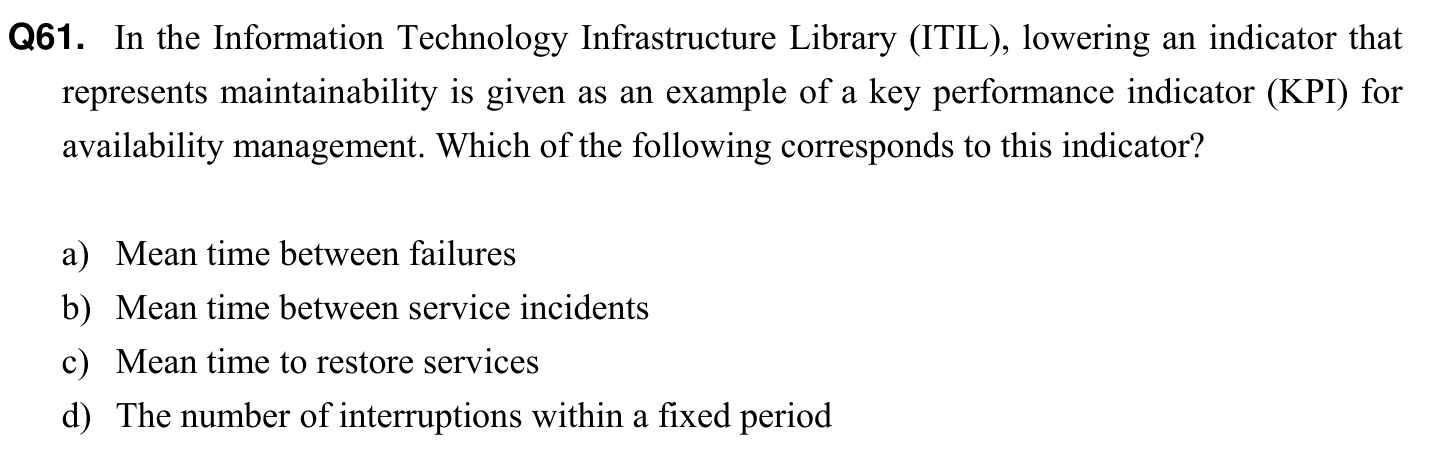 Q61. In the Information Technology Infrastructure Library (ITIL), lowering an indicator that
represents maintainability is given as an example of a key performance indicator (KPI) for
availability management. Which of the following corresponds to this indicator?
a) Mean time between failures
b) Mean time between service incidents
c) Mean time to restore services
d) The number of interruptions within a fixed period